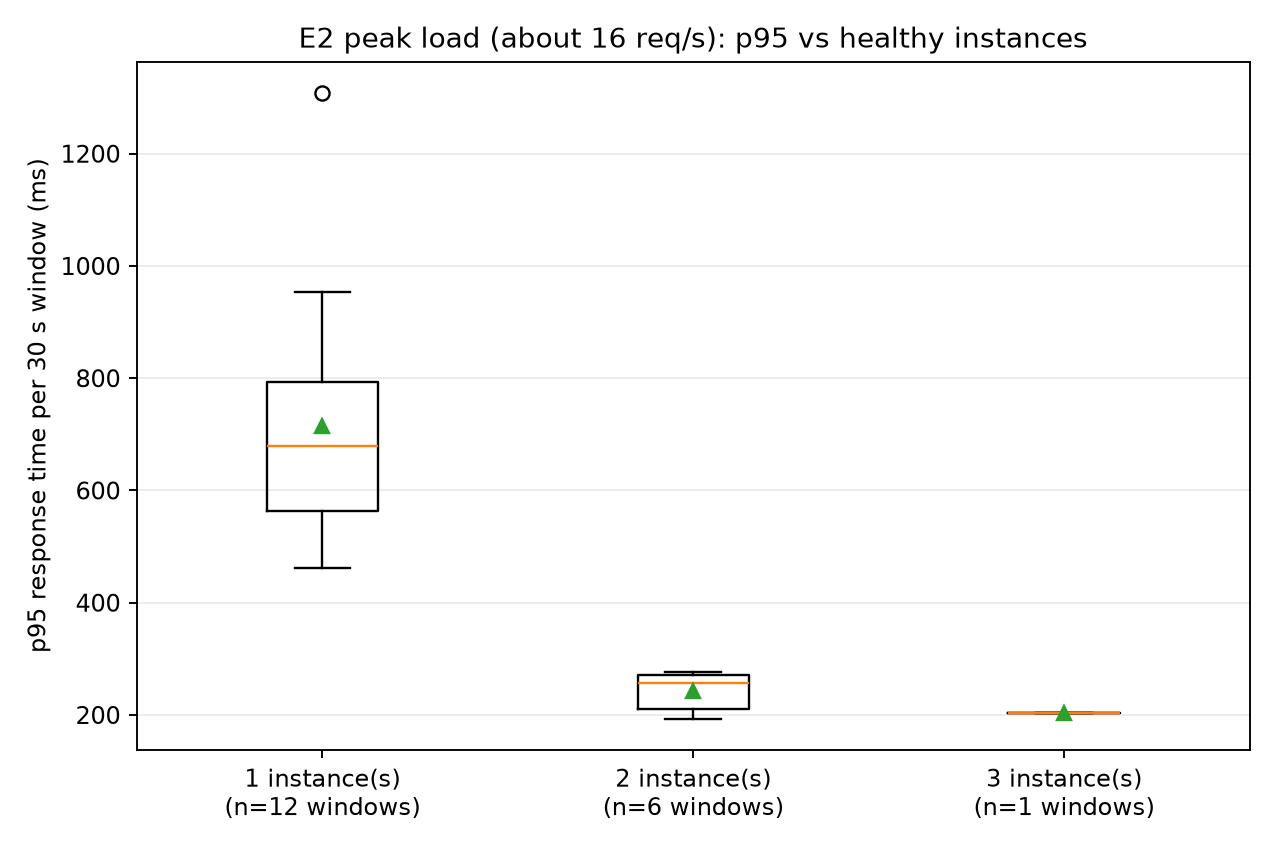 E2 peak load (about 16 req/s): p95 vs healthy instances
p95 response time per 30 s window (ms)
1200
1000
800
600
400
200
1 instance(s)
(n=12 windows)
2 instance(s)
(n=6 windows)
3 instance(s)
(n=1 windows)